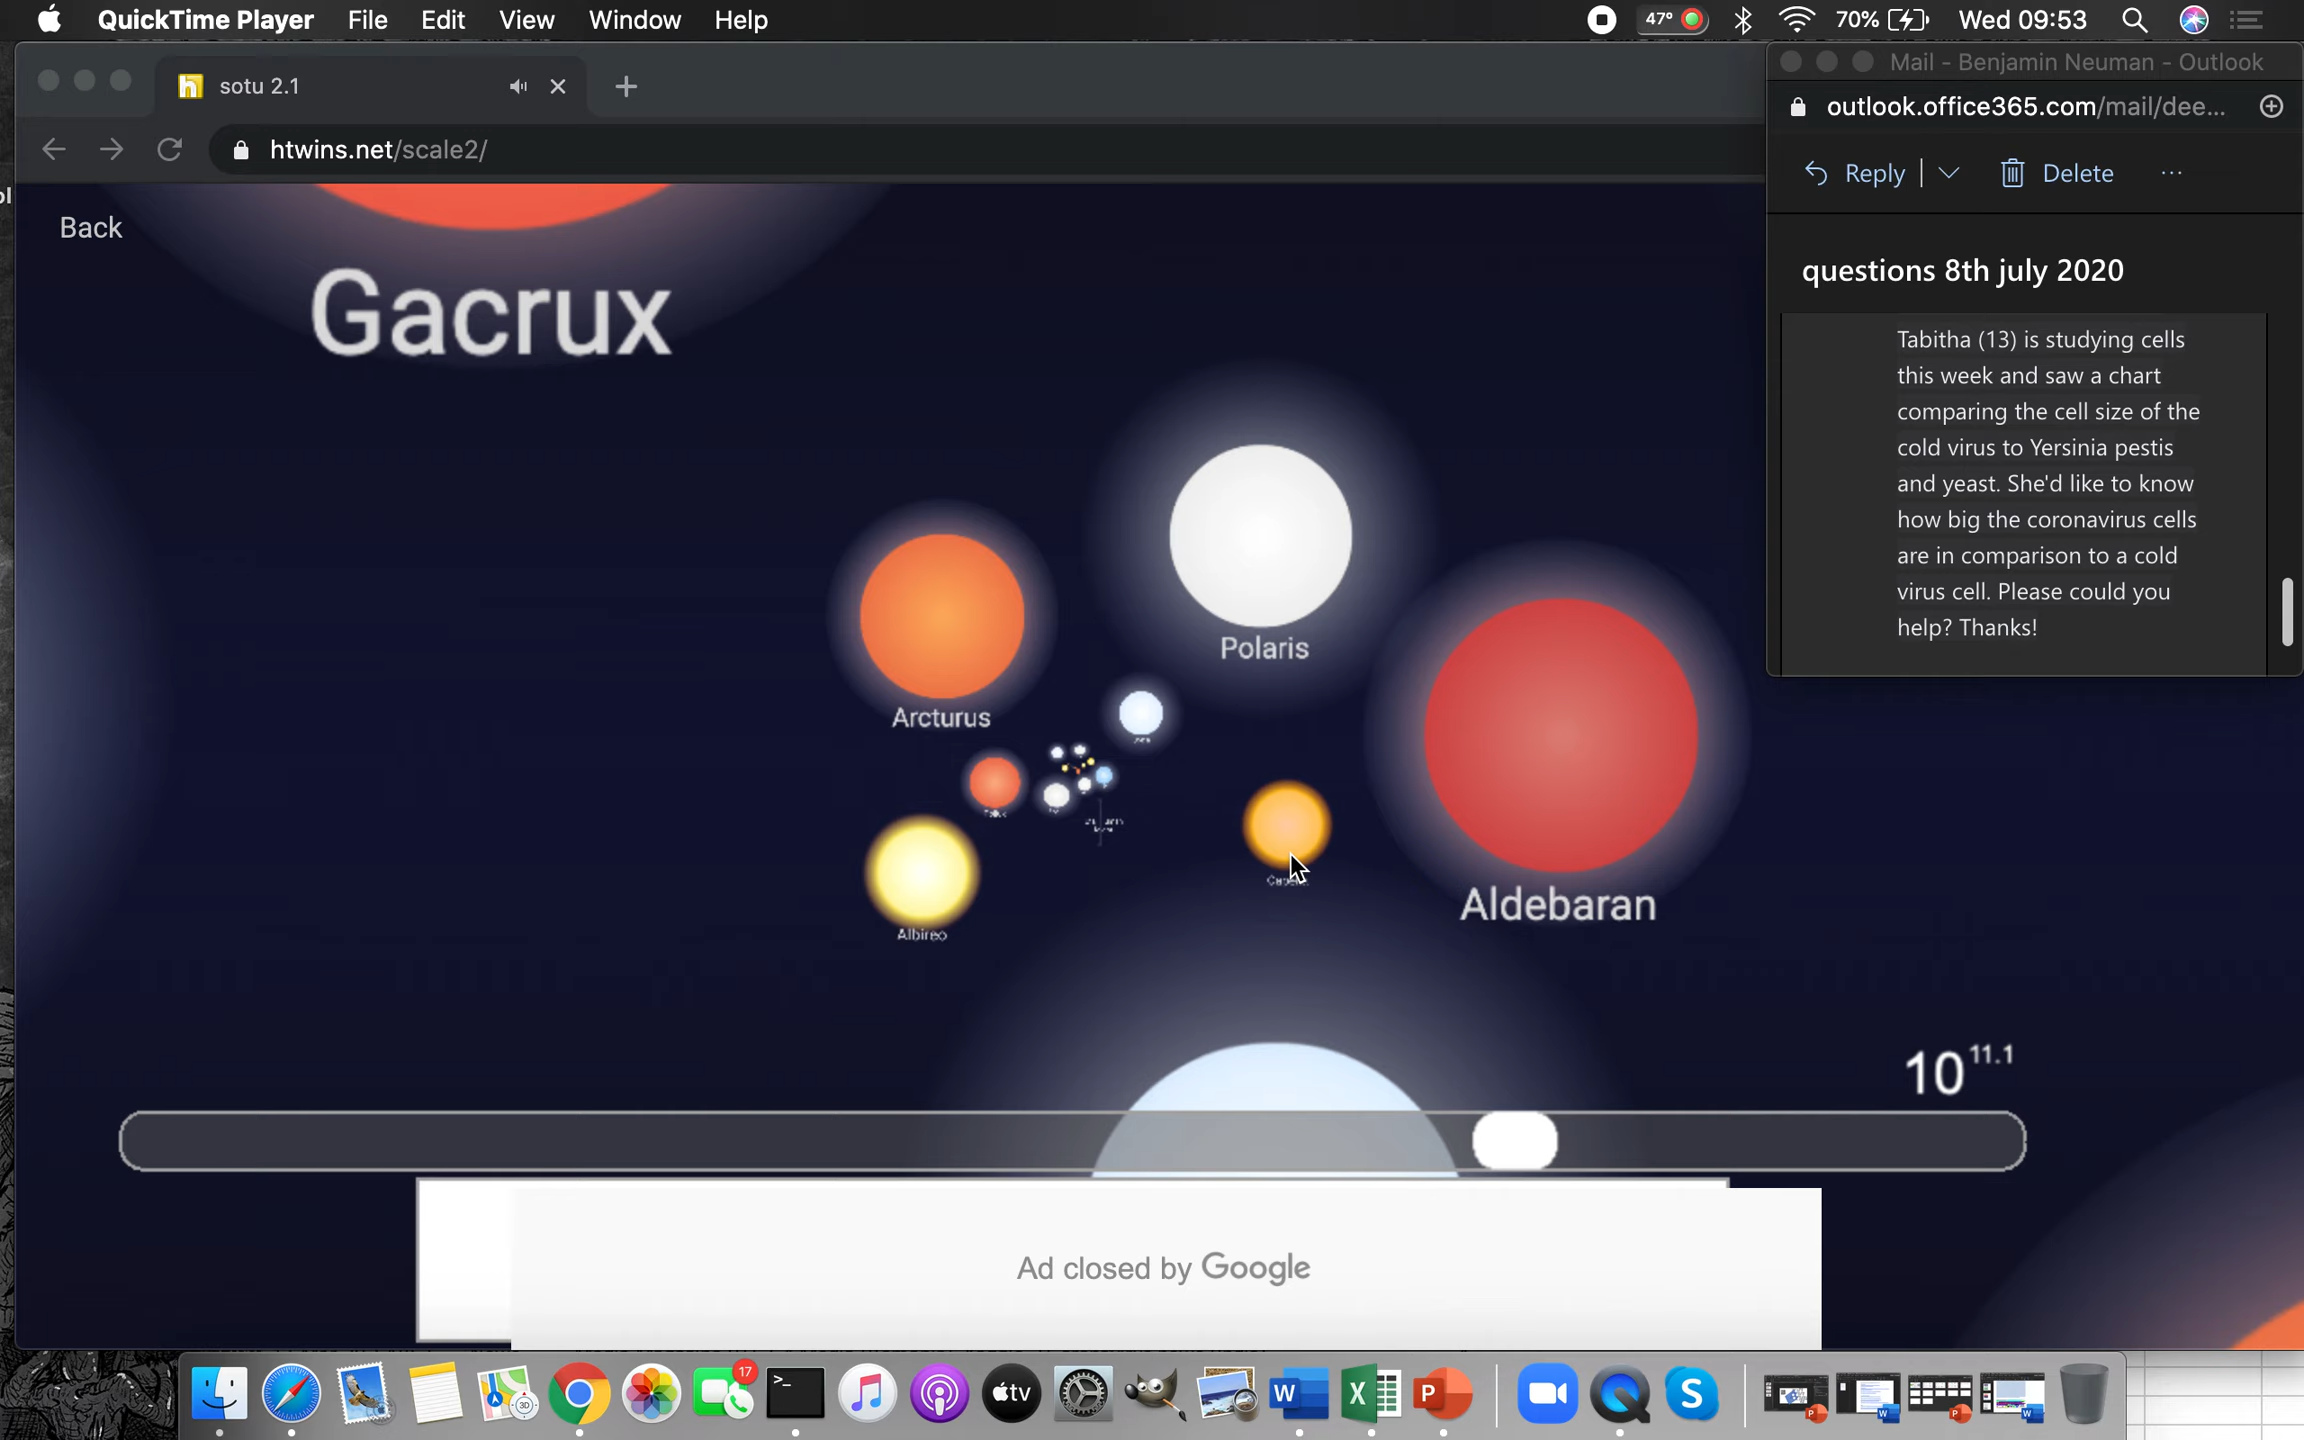 QuickTime Player File Edit View Window Help 47° 70% Wed 09:53
sotu 2.1
Mail - Benjamin Neuman - Outlook
htwins.net/scale2/
outlook.office365.com/mail/dee...
Reply Delete ...
Back
questions 8th july 2020
Gacrux
Tabitha (13) is studying cells
this week and saw a chart
comparing the cell size of the
cold virus to Yersinia pestis
and yeast. She'd like to know
how big the coronavirus cells
are in comparison to a cold
virus cell. Please could you
help? Thanks!
Polaris
Arcturus
Aldebaran
Albireo
10^11.1
Ad closed by Google
17
3D
tv
W
X
P
S